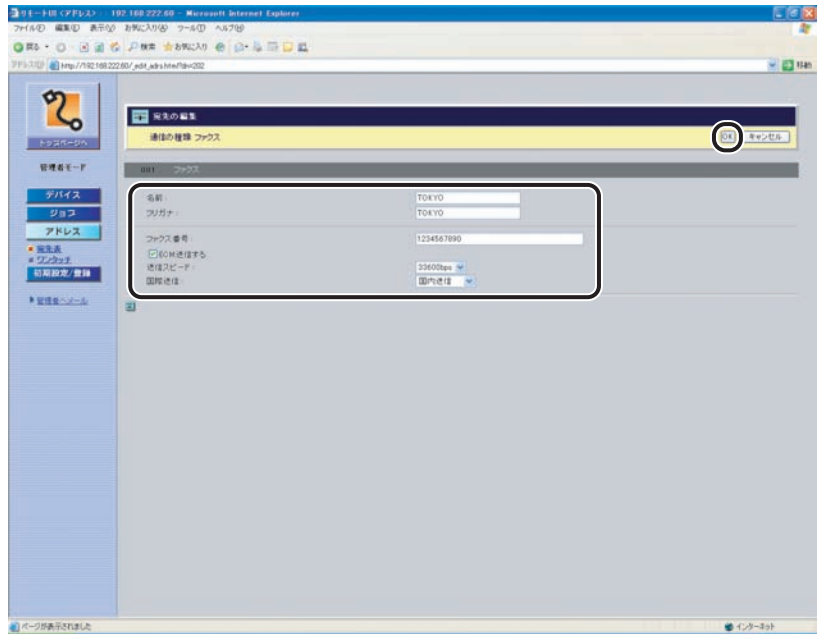 リモートUI <アドレス> : 192.168.222.60 - Microsoft Internet Explorer
ファイル(F) 編集(E) 表示(V) お気に入り(A) ツール(T) ヘルプ(H)
戻る 検索 お気に入り
アドレス(D) http://192.168.222.60/_edit_adrs.html?div=202 移動
宛先の編集
トップページへ
通信の種類 ファクス OK キャンセル
管理者モード
001 ファクス
デバイス
ジョブ
アドレス
宛先表
ワンタッチ
初期設定/登録
管理者へメール
名前 : TOKYO
フリガナ : TOKYO
ファクス番号 : 1234567890
ECM送信する
送信スピード : 33600bps
国際送信 : 国内送信
ページが表示されました インターネット